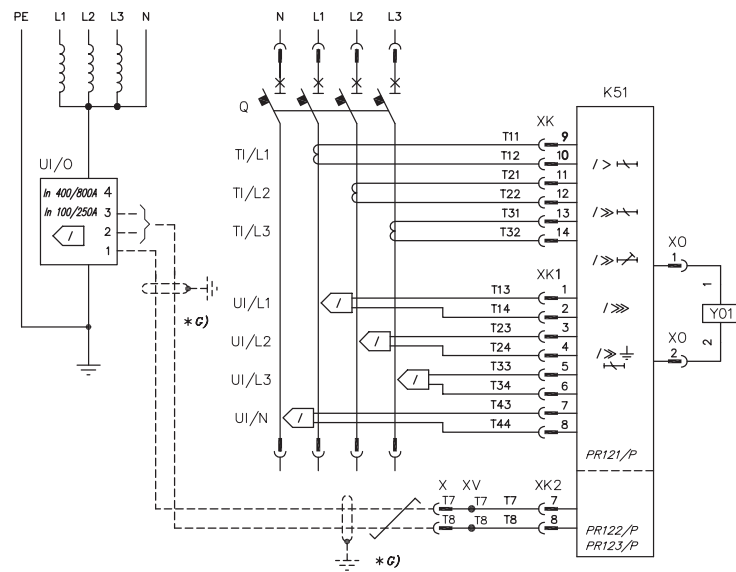 PE L1 L2 L3 N
N L1 L2 L3
K51
Q
XK
UI/O
In 400/800A 4
In 100/250A 3
2
1
TI/L1
TI/L2
TI/L3
T11 9
T12 10
T21 11
T22 12
T31 13
T32 14
I >
I ≫
I ≫
I ⋙
I ≫
XO
1
1
Y01
2
XO
2
*G)
XK1
UI/L1
UI/L2
UI/L3
UI/N
I
I
I
I
I
T13 1
T14 2
T23 3
T24 4
T33 5
T34 6
T43 7
T44 8
PR121/P
X XV XK2
T7 T7 T7 7
T8 T8 T8 8
PR122/P
PR123/P
*G)